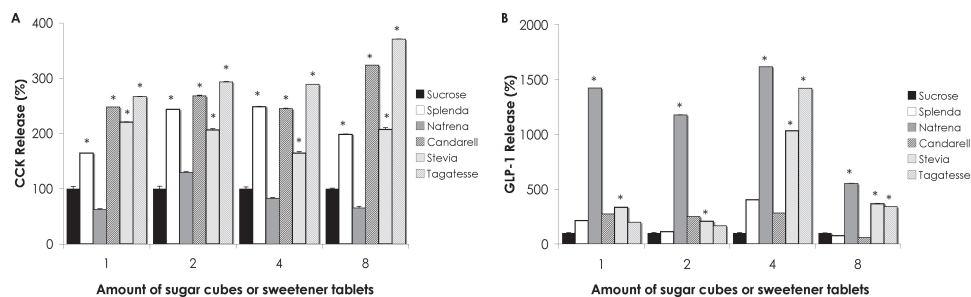 A
CCK Release (%)
400
300
200
100
0
* * * * *
* * * *
* * * *
* * * *
1 2 4 8
Amount of sugar cubes or sweetener tablets
Sucrose
Splenda
Natrena
Candarell
Stevia
Tagatesse
B
GLP-1 Release (%)
2000
1500
1000
500
0
* *
* *
* * *
* * *
1 2 4 8
Amount of sugar cubes or sweetener tablets
Sucrose
Splenda
Natrena
Candarell
Stevia
Tagatesse